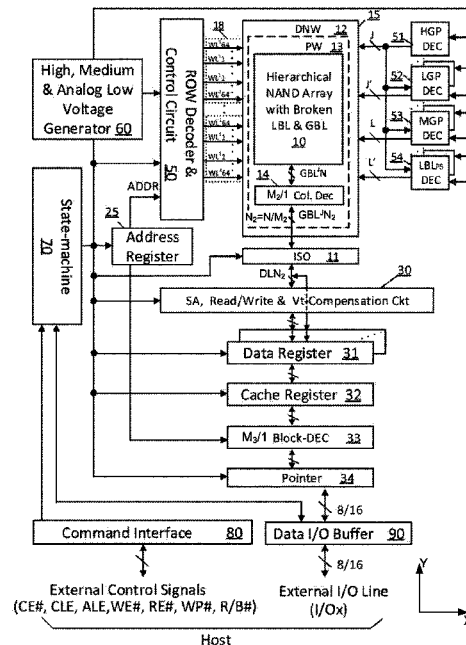 18
15
DNW 12
PW 13
J
51
HGP
DEC
High, Medium
& Analog Low
Voltage
Generator 60
ROW Decoder &
Control Circuit
50
Hierarchical
NAND Array
with Broken
LBL & GBL
10
J'
52
LGP
DEC
L
53
MGP
DEC
L'
54
DEC
14
GBL¹N
M₂/1 Col. Dec
N₂=N/M₂
GBL¹N₂
ADDR
25
Address
Register
State-machine
70
ISO 11
DLN₂
30
SA, Read/Write & Vt-Compensation Ckt
Data Register 31
Cache Register 32
M₃/1 Block-DEC 33
Pointer 34
8/16
Command Interface 80
Data I/O Buffer 90
8/16
External Control Signals
(CE#, CLE, ALE,WE#, RE#, WP#, R/B#)
External I/O Line
(I/Ox)
Host
Y
X